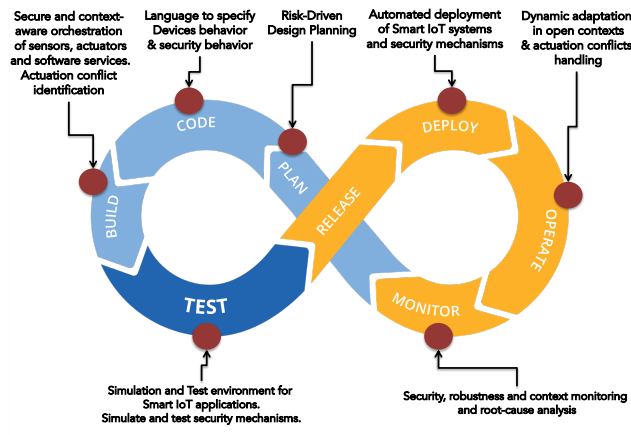 Secure and context-
aware orchestration
of sensors, actuators
and software services.
Actuation conflict
identification
Language to specify
Devices behavior
& security behavior
Risk-Driven
Design Planning
Automated deployment
of Smart IoT systems
and security mechanisms
Dynamic adaptation
in open contexts
& actuation conflicts
handling
CODE
PLAN
BUILD
TEST
RELEASE
DEPLOY
OPERATE
MONITOR
Simulation and Test environment for
Smart IoT applications.
Simulate and test security mechanisms.
Security, robustness and context monitoring
and root-cause analysis